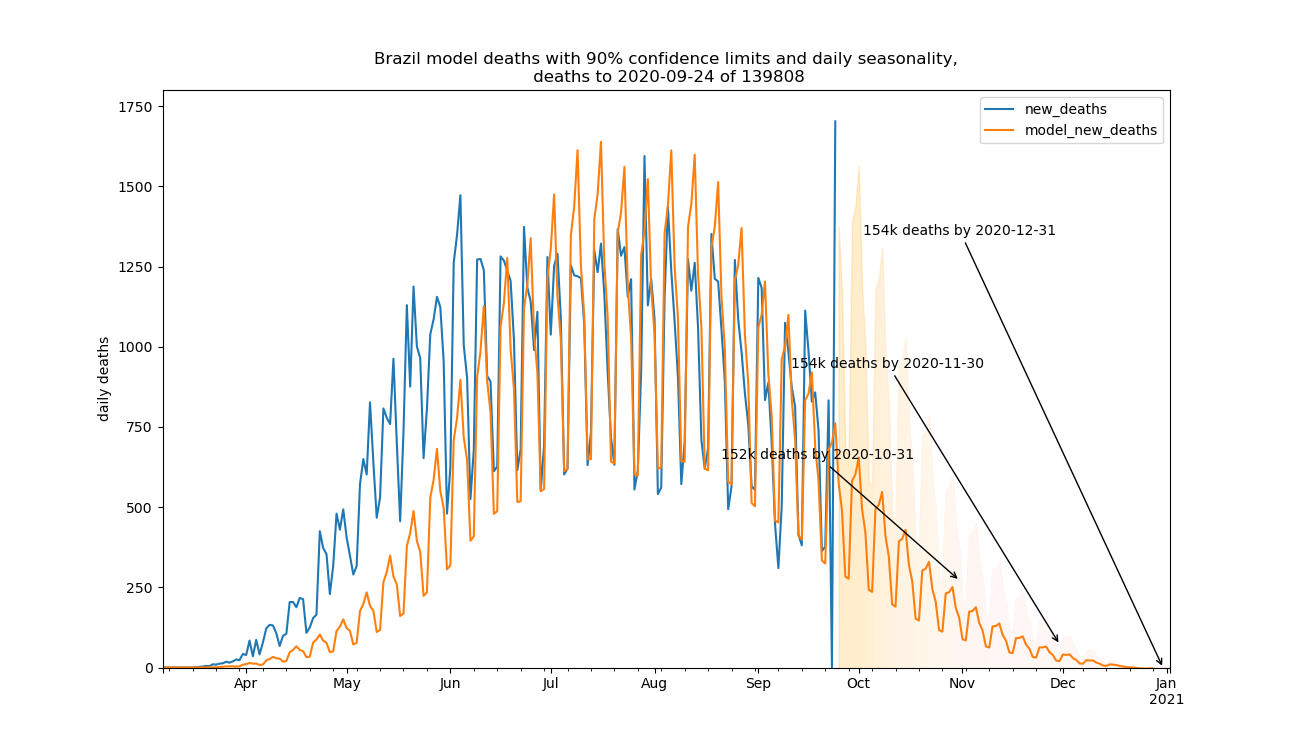 Brazil model deaths with 90% confidence limits and daily seasonality,
deaths to 2020-09-24 of 139808
new_deaths
model_new_deaths
daily deaths
1750
1500
1250
1000
750
500
250
0
154k deaths by 2020-12-31
154k deaths by 2020-11-30
152k deaths by 2020-10-31
Apr May Jun Jul Aug Sep Oct Nov Dec Jan
2021